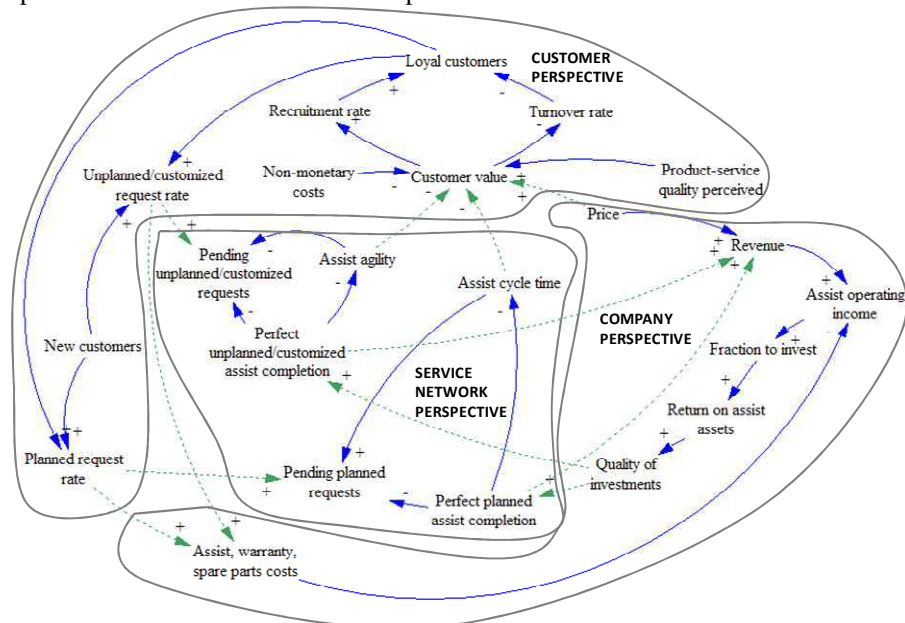 Loyal customers
CUSTOMER
PERSPECTIVE
+
-
Recruitment rate
+
Turnover rate
-
+
Unplanned/customized
request rate
Non-monetary
costs
-
Customer value
-
+
+
-
Product-service
quality perceived
+
+
Price
Pending
unplanned/customized
requests
-
Assist agility
+
+
+
Revenue
-
-
Assist cycle time
-
+
Assist operating
income
New customers
Perfect
unplanned/customized
assist completion
+
COMPANY
PERSPECTIVE
+
Fraction to invest
SERVICE
NETWORK
PERSPECTIVE
+
Return on assist
assets
+
+
+
Planned request
rate
+
Pending planned
requests
+
-
+
Quality of
investments
+
Perfect planned
assist completion
+
+
Assist, warranty,
spare parts costs